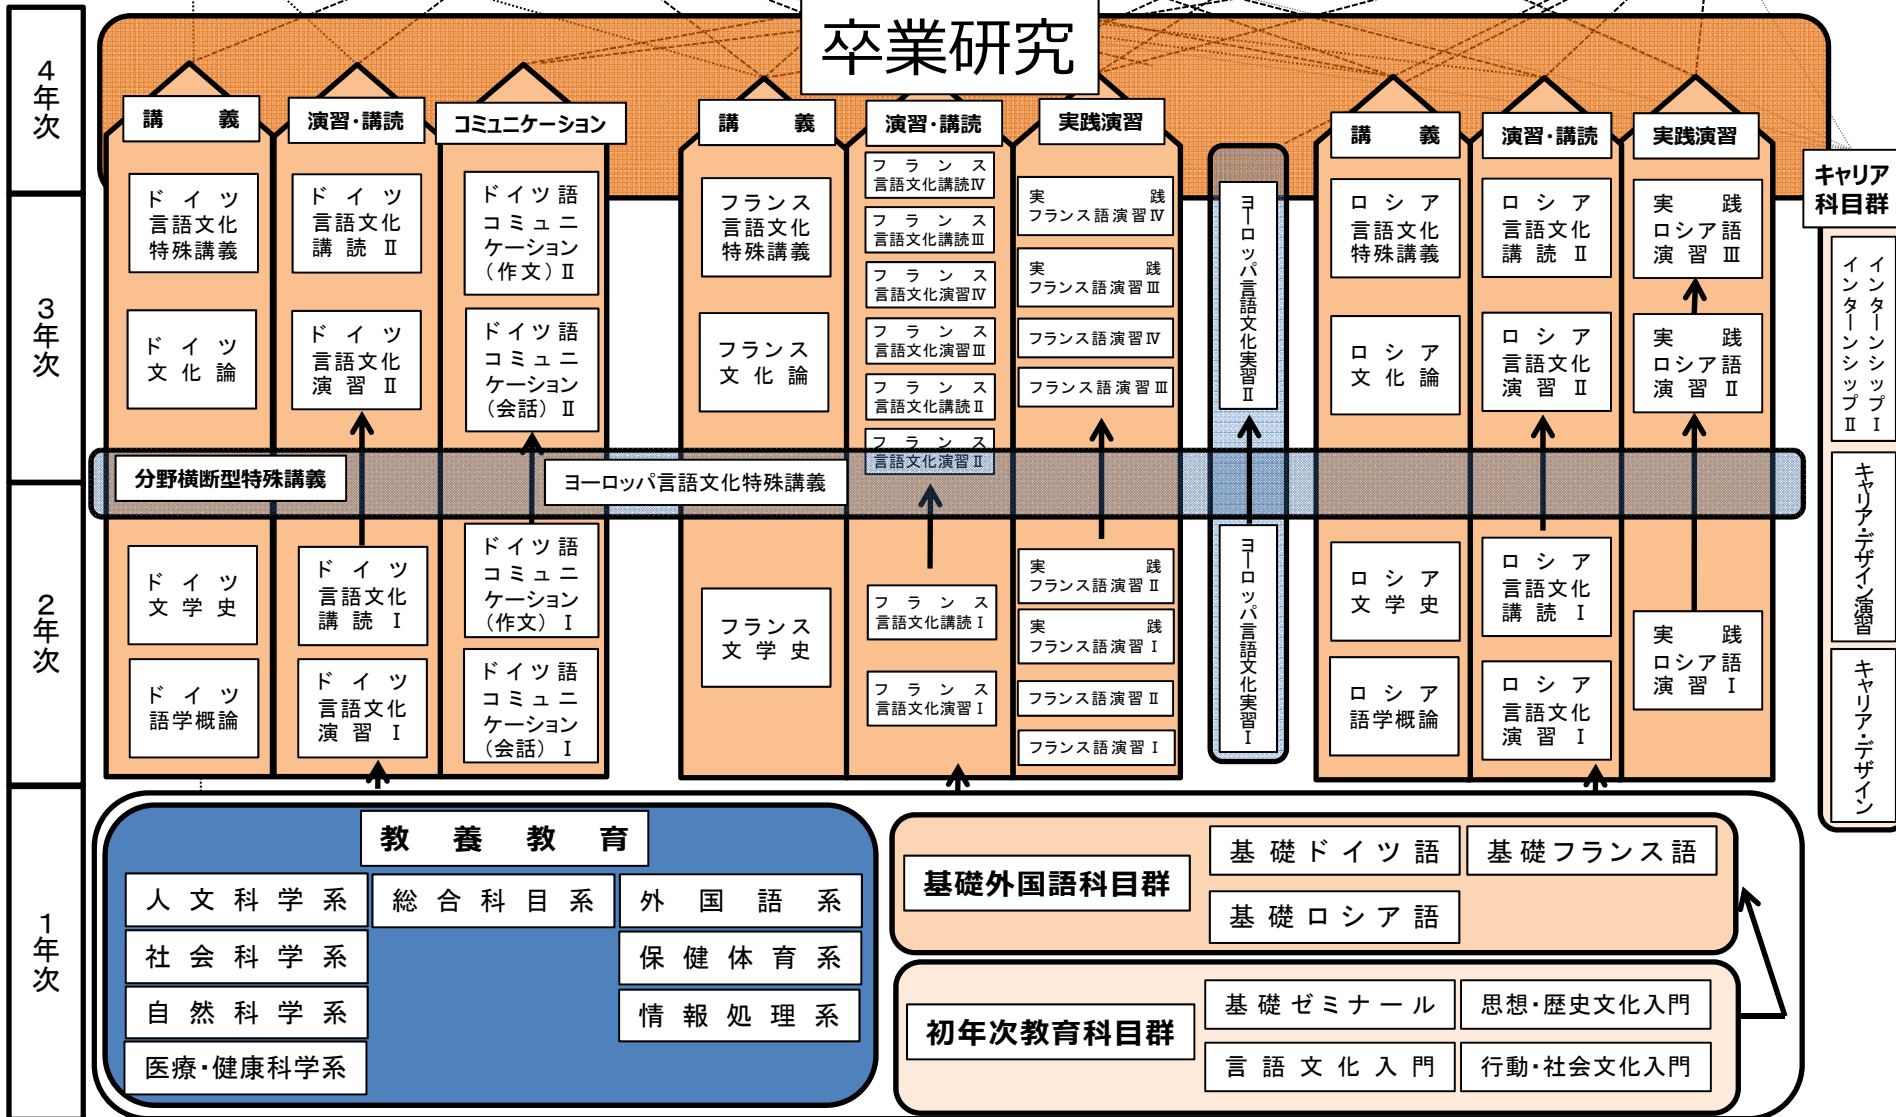 卒業研究
4年次
3年次
2年次
1年次
講義
演習・講読
コミュニケーション
ドイツ
言語文化
特殊講義
ドイツ
文化論
ドイツ
文学史
ドイツ
語学概論
ドイツ
言語文化
講読Ⅱ
ドイツ
言語文化
演習Ⅱ
ドイツ
言語文化
講読Ⅰ
ドイツ
言語文化
演習Ⅰ
ドイツ語
コミュニ
ケーション
(作文)Ⅱ
ドイツ語
コミュニ
ケーション
(会話)Ⅱ
ドイツ語
コミュニ
ケーション
(作文)Ⅰ
ドイツ語
コミュニ
ケーション
(会話)Ⅰ
講義
演習・講読
実践演習
フランス
言語文化
特殊講義
フランス
文化論
フランス
文学史
フランス
言語文化講読Ⅳ
フランス
言語文化講読Ⅲ
フランス
言語文化演習Ⅳ
フランス
言語文化演習Ⅲ
フランス
言語文化講読Ⅱ
フランス
言語文化演習Ⅱ
フランス
言語文化講読Ⅰ
フランス
言語文化演習Ⅰ
実践
フランス語演習Ⅳ
実践
フランス語演習Ⅲ
フランス語演習Ⅳ
フランス語演習Ⅲ
実践
フランス語演習Ⅱ
実践
フランス語演習Ⅰ
フランス語演習Ⅱ
フランス語演習Ⅰ
ヨーロッパ言語文化実習Ⅱ
ヨーロッパ言語文化実習Ⅰ
講義
演習・講読
実践演習
ロシア
言語文化
特殊講義
ロシア
文化論
ロシア
文学史
ロシア
語学概論
ロシア
言語文化
講読Ⅱ
ロシア
言語文化
演習Ⅱ
ロシア
言語文化
講読Ⅰ
ロシア
言語文化
演習Ⅰ
実践
ロシア語
演習Ⅲ
実践
ロシア語
演習Ⅱ
実践
ロシア語
演習Ⅰ
分野横断型特殊講義
ヨーロッパ言語文化特殊講義
キャリア
科目群
インターンシップⅠ
インターンシップⅡ
キャリア・デザイン演習
キャリア・デザイン
教養教育
人文科学系
総合科目系
外国語系
社会科学系
保健体育系
自然科学系
情報処理系
医療・健康科学系
基礎外国語科目群
基礎ドイツ語
基礎フランス語
基礎ロシア語
初年次教育科目群
基礎ゼミナール
思想・歴史文化入門
言語文化入門
行動・社会文化入門